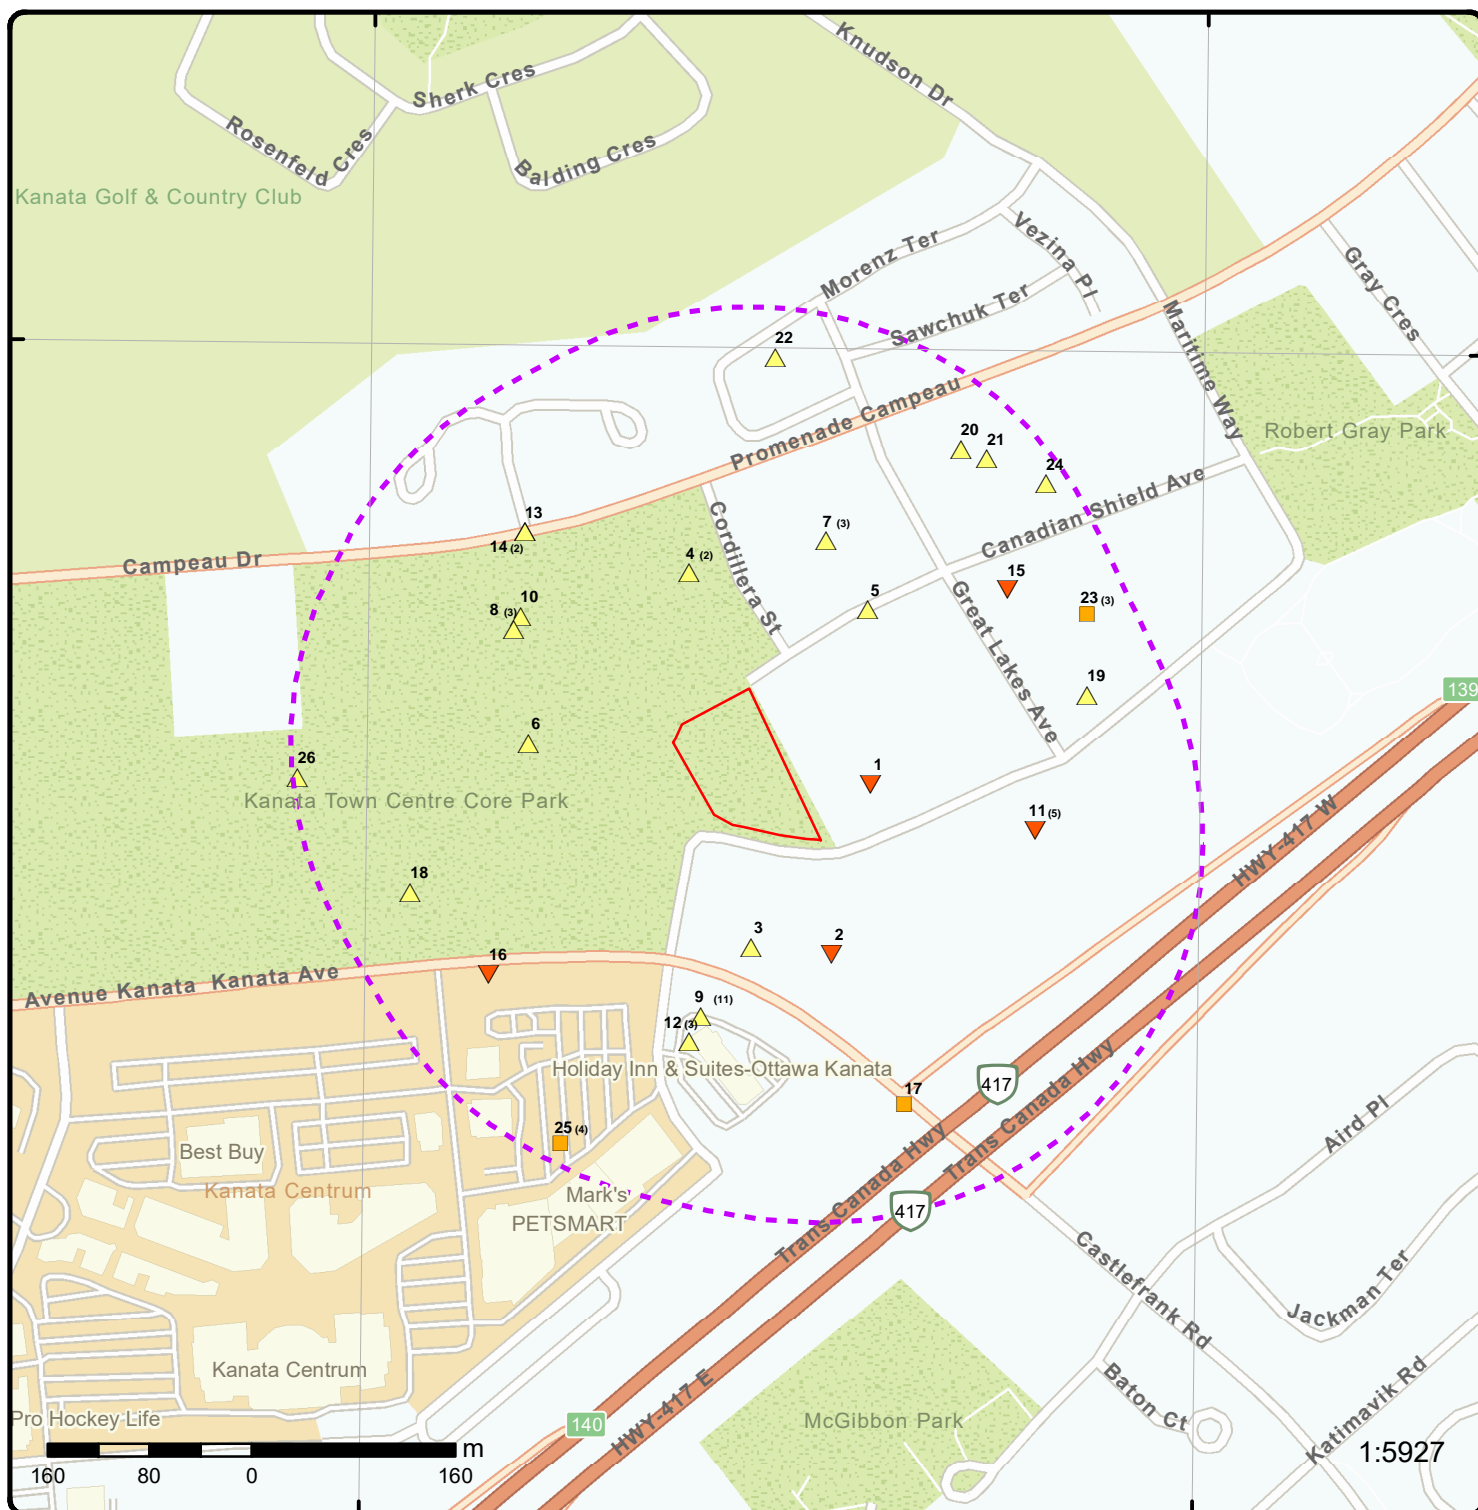 Knudson Dr
Sherk Cres
Rosenfeld Cres
Balding Cres
Kanata Golf & Country Club
Vezina Pl
Morenz Ter
Sawchuk Ter
Gray Cres
Maritime Way
22
Promenade Campeau
Robert Gray Park
20
21
24
Canadian Shield Ave
Cordillera St
13
14 (2)
7 (3)
4 (2)
Campeau Dr
15
5
23 (3)
10
8 (3)
Great Lakes Ave
19
139
6
26
1
Kanata Town Centre Core Park
11 (5)
HWY-417 W
18
3
2
16
Avenue Kanata Kanata Ave
9 (11)
12 (3)
Holiday Inn & Suites-Ottawa Kanata
417
17
Trans Canada Hwy
Trans Canada Hwy
25 (4)
Aird Pl
Best Buy
Kanata Centrum
Mark's
PETSMART
417
Castlefrank Rd
Jackman Ter
Kanata Centrum
Baton Ct
Katimavik Rd
HWY-417 E
140
McGibbon Park
Pro Hockey Life
m
160 80 0 160
1:5927